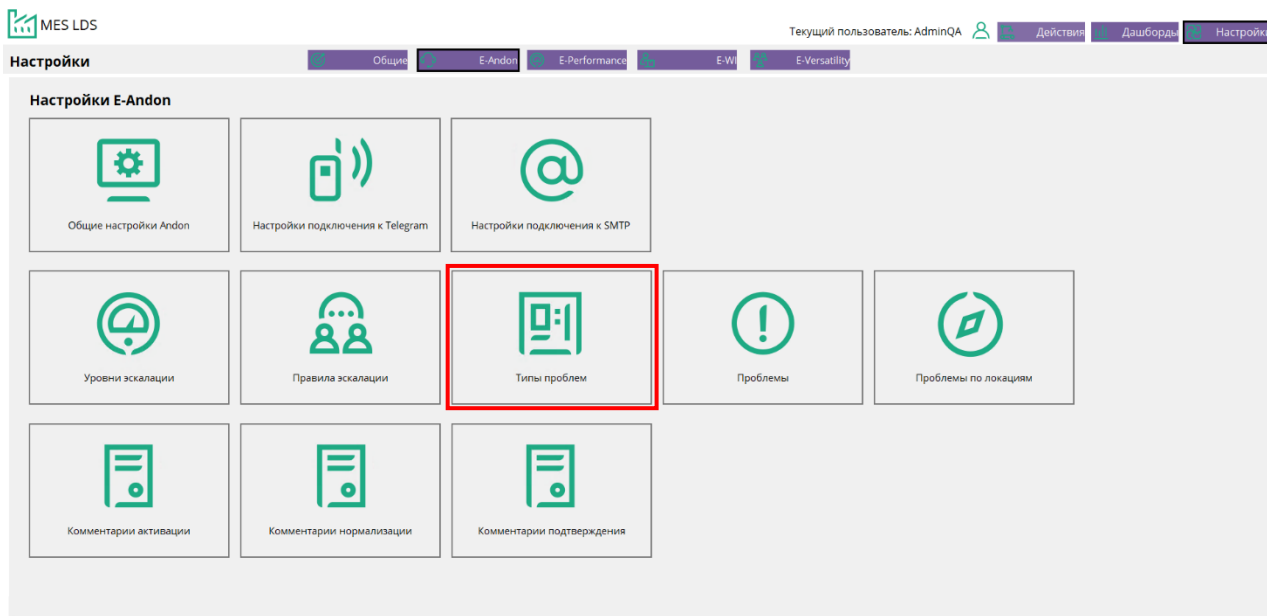 MES LDS
Текущий пользователь: AdminQA
Действия
Дашборды
Настройки
Настройки
Общие
E-Andon
E-Performance
E-WI
E-Versatility
Настройки E-Andon
Общие настройки Andon
Настройки подключения к Telegram
Настройки подключения к SMTP
Уровни эскалации
Правила эскалации
Типы проблем
Проблемы
Проблемы по локациям
Комментарии активации
Комментарии нормализации
Комментарии подтверждения